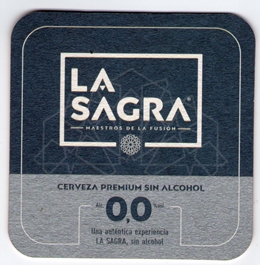 LA
SAGRA®
MAESTROS DE LA FUSIÓN
CERVEZA PREMIUM SIN ALCOHOL
Alc. 0,0 %vol.
Una auténtica experiencia
LA SAGRA, sin alcohol